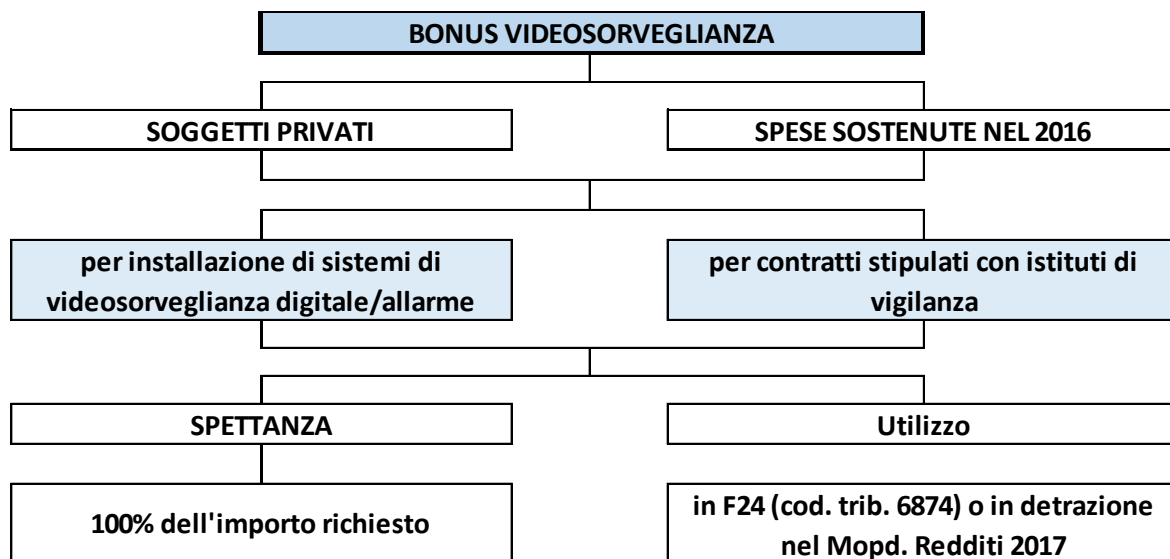 BONUS VIDEOSORVEGLIANZA
SOGGETTI PRIVATI
SPESE SOSTENUTE NEL 2016
per installazione di sistemi di
videosorveglianza digitale/allarme
per contratti stipulati con istituti di
vigilanza
SPETTANZA
Utilizzo
100% dell'importo richiesto
in F24 (cod. trib. 6874) o in detrazione
nel Mopd. Redditi 2017